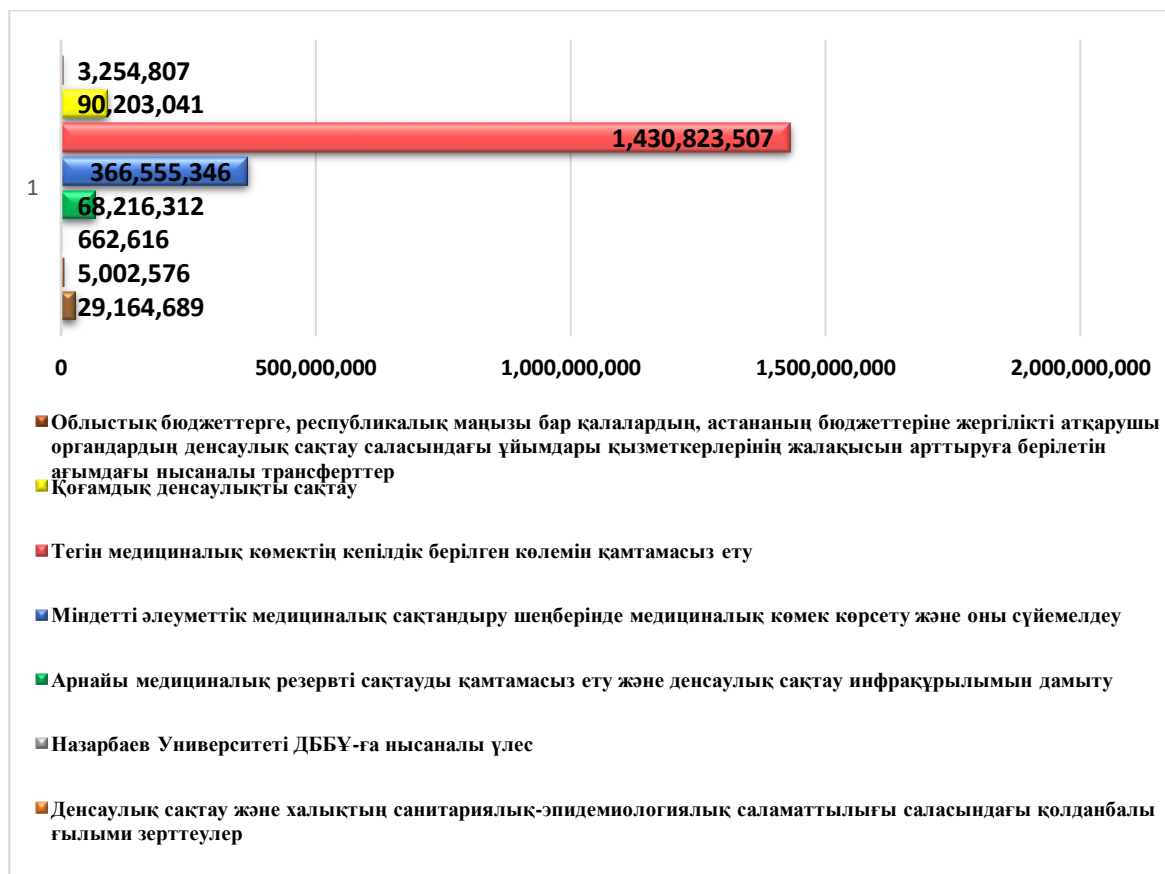 3,254,807
90,203,041
1,430,823,507
366,555,346
1
68,216,312
662,616
5,002,576
29,164,689
0
500,000,000
1,000,000,000
1,500,000,000
2,000,000,000
Облыстық бюджеттерге, республикалық маңызы бар қалалардың, астананың бюджеттеріне жергілікті атқарушы
органдардың денсаулық сақтау саласындағы ұйымдары қызметкерлерінің жалақысын арттыруға берілетін
ағымдағы нысаналы трансферттер
Қоғамдық денсаулықты сақтау
Тегін медициналық көмектің кепілдік берілген көлемін қамтамасыз ету
Міндетті әлеуметтік медициналық сақтандыру шеңберінде медициналық көмек көрсету және оны сүйемелдеу
Арнайы медициналық резервті сақтауды қамтамасыз ету және денсаулық сақтау инфрақұрылымын дамыту
Назарбаев Университеті ДББҰ-ға нысаналы үлес
Денсаулық сақтау және халықтың санитариялық-эпидемиологиялық саламаттылығы саласындағы қолданбалы
ғылыми зерттеулер